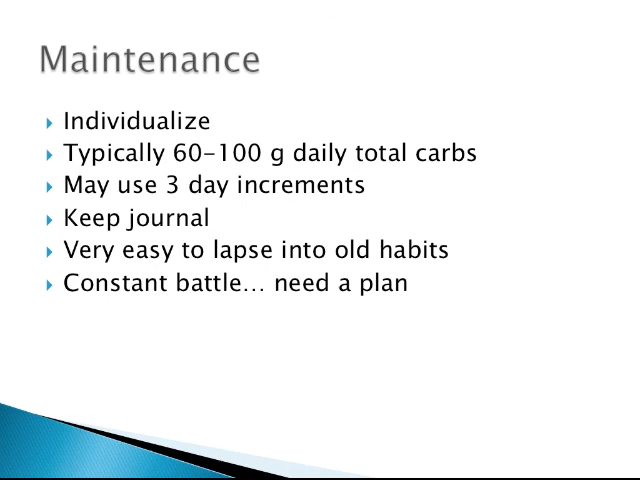 Maintenance
Individualize
Typically 60-100 g daily total carbs
May use 3 day increments
Keep journal
Very easy to lapse into old habits
Constant battle… need a plan